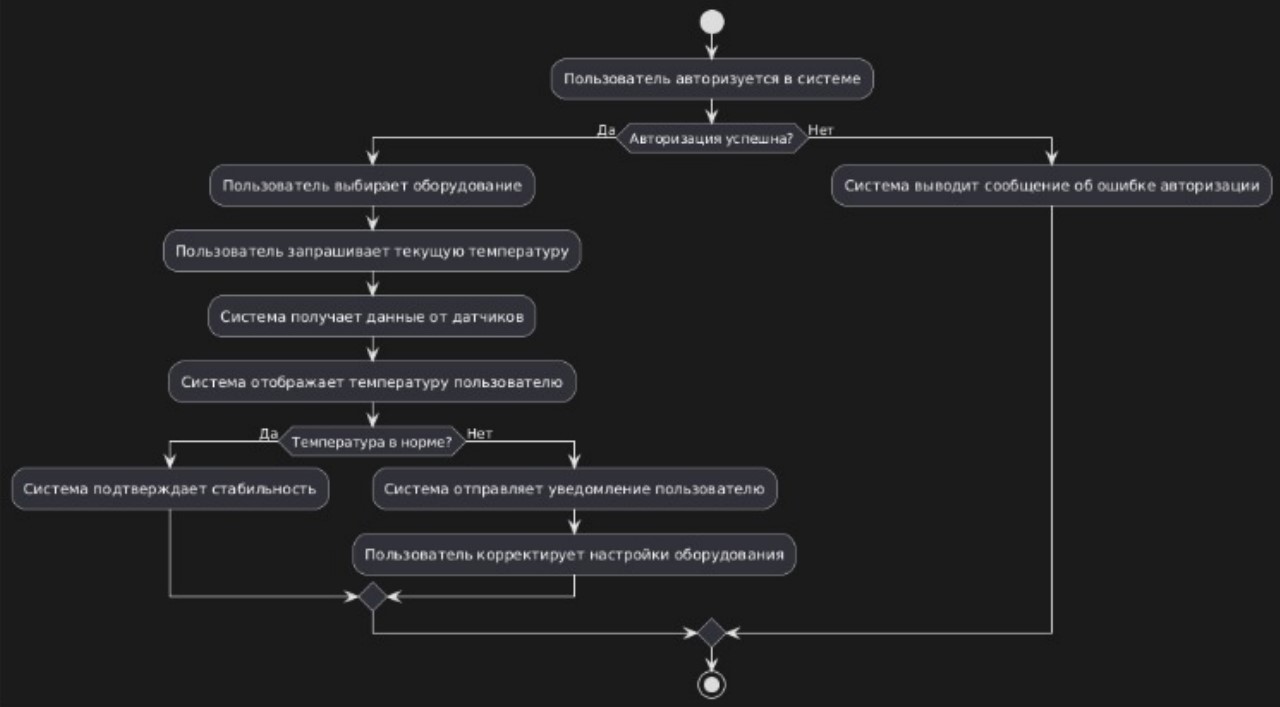 Пользователь авторизуется в системе
Да
Авторизация успешна?
Нет
Пользователь выбирает оборудование
Система выводит сообщение об ошибке авторизации
Пользователь запрашивает текущую температуру
Система получает данные от датчиков
Система отображает температуру пользователю
Да
Температура в норме?
Нет
Система подтверждает стабильность
Система отправляет уведомление пользователю
Пользователь корректирует настройки оборудования